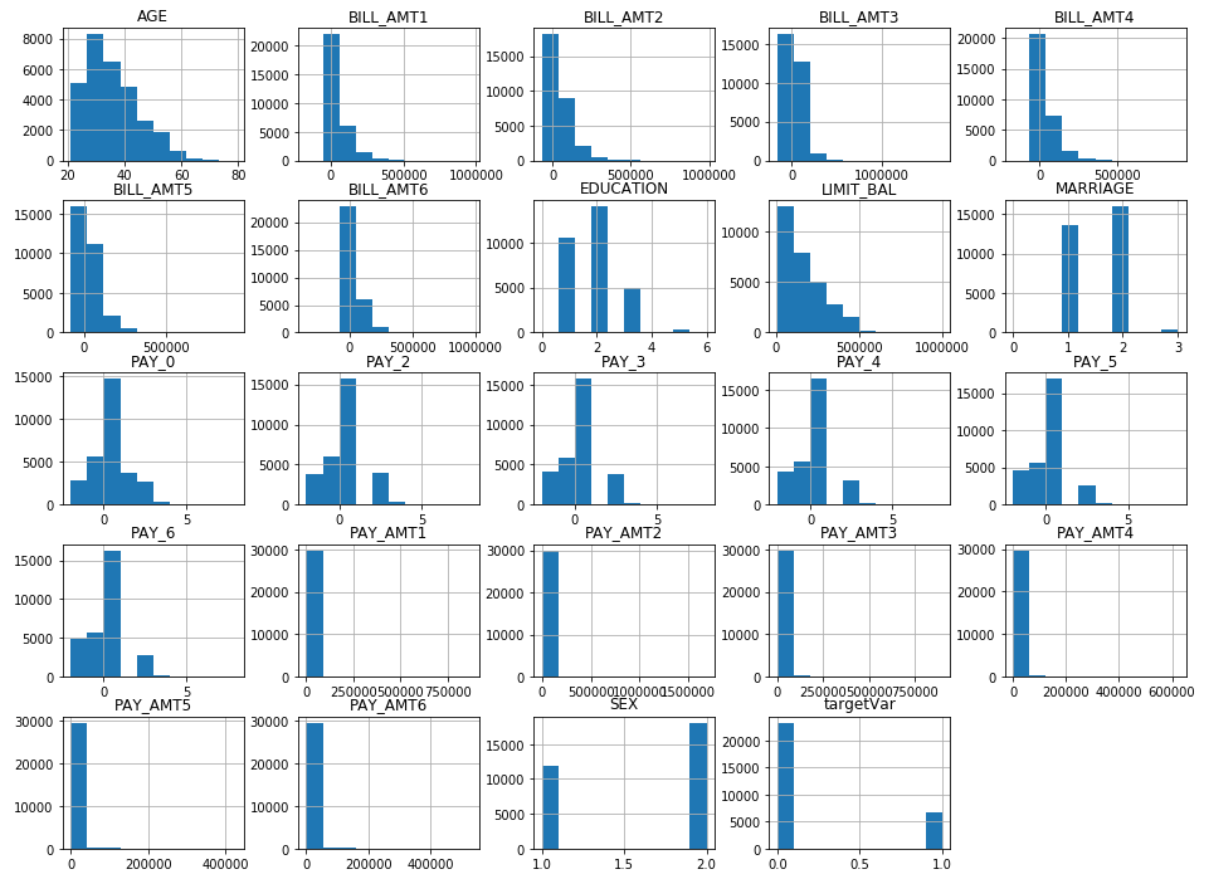 AGE
8000
6000
4000
2000
0
20 40 60 80
BILL_AMT1
20000
15000
10000
5000
0
0 500000 1000000
BILL_AMT2
15000
10000
5000
0
0 500000 1000000
BILL_AMT3
15000
10000
5000
0
0 1000000
BILL_AMT4
20000
15000
10000
5000
0
0 500000
BILL_AMT5
15000
10000
5000
0
0 500000
BILL_AMT6
20000
15000
10000
5000
0
0 500000 1000000
EDUCATION
10000
5000
0
0 2 4 6
LIMIT_BAL
10000
5000
0
0 500000 1000000
MARRIAGE
15000
10000
5000
0
0 1 2 3
PAY_0
15000
10000
5000
0
0 5
PAY_2
15000
10000
5000
0
0 5
PAY_3
15000
10000
5000
0
0 5
PAY_4
15000
10000
5000
0
0 5
PAY_5
15000
10000
5000
0
0 5
PAY_6
15000
10000
5000
0
0 5
PAY_AMT1
30000
20000
10000
0
0 250000 500000 750000
PAY_AMT2
30000
20000
10000
0
0 500000 1000000 1500000
PAY_AMT3
30000
20000
10000
0
0 250000 500000 750000
PAY_AMT4
30000
20000
10000
0
0 200000 400000 600000
PAY_AMT5
30000
20000
10000
0
0 200000 400000
PAY_AMT6
30000
20000
10000
0
0 200000 400000
SEX
15000
10000
5000
0
1.0 1.5 2.0
targetVar
20000
15000
10000
5000
0
0.0 0.5 1.0